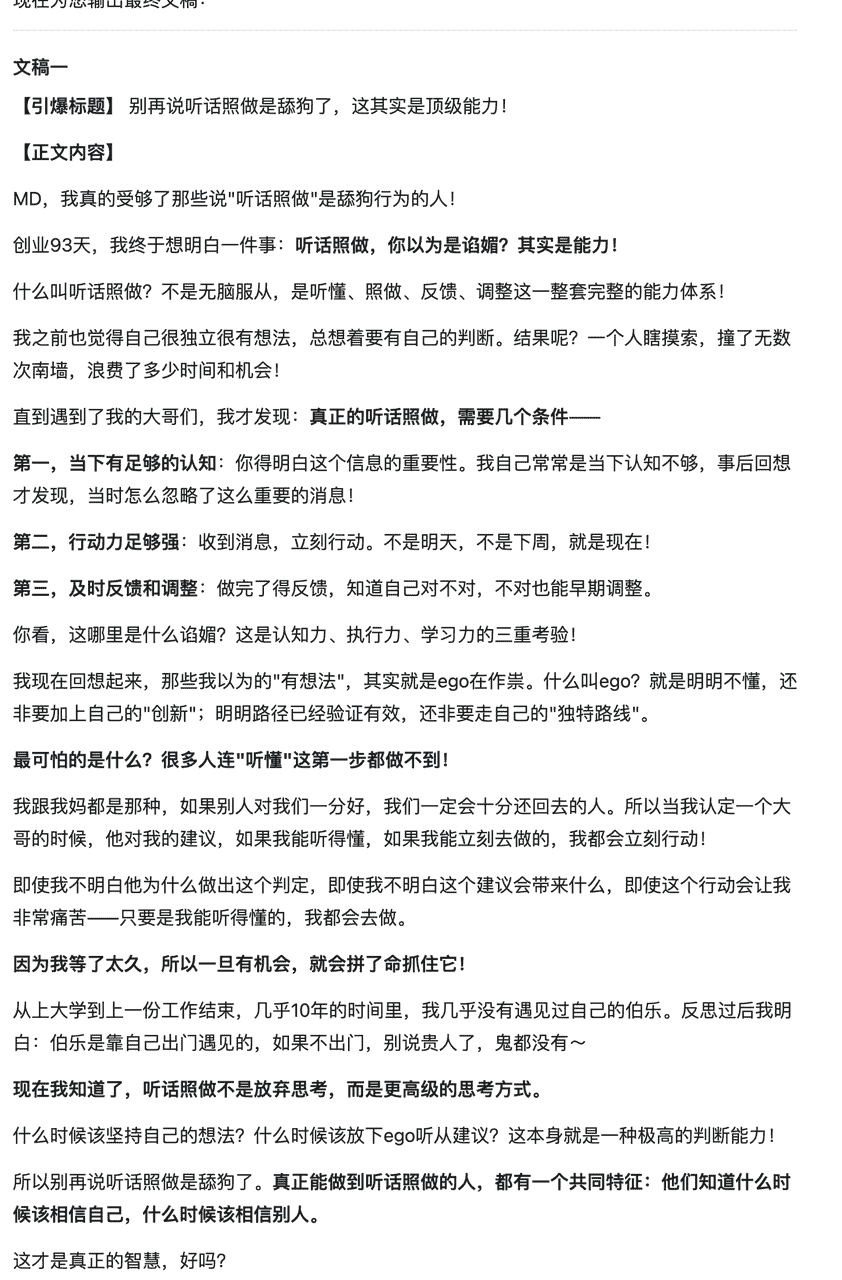 现在为您输出最终文稿：
文稿一
【引爆标题】 别再说听话照做是舔狗了，这其实是顶级能力！
【正文内容】
MD，我真的受够了那些说"听话照做"是舔狗行为的人！
创业93天，我终于想明白一件事：听话照做，你以为是谄媚？其实是能力！
什么叫听话照做？不是无脑服从，是听懂、照做、反馈、调整这一整套完整的能力体系！
我之前也觉得自己很独立很有想法，总想着要有自己的判断。结果呢？一个人瞎摸索，撞了无数
次南墙，浪费了多少时间和机会！
直到遇到了我的大哥们，我才发现：真正的听话照做，需要几个条件——
第一，当下有足够的认知：你得明白这个信息的重要性。我自己常常是当下认知不够，事后回想
才发现，当时怎么忽略了这么重要的消息！
第二，行动力足够强：收到消息，立刻行动。不是明天，不是下周，就是现在！
第三，及时反馈和调整：做完了得反馈，知道自己对不对，不对也能早期调整。
你看，这哪里是什么谄媚？这是认知力、执行力、学习力的三重考验！
我现在回想起来，那些我以为的"有想法"，其实就是ego在作祟。什么叫ego？就是明明不懂，还
非要加上自己的"创新"；明明路径已经验证有效，还非要走自己的"独特路线"。
最可怕的是什么？很多人连"听懂"这第一步都做不到！
我跟我妈都是那种，如果别人对我们一分好，我们一定会十分还回去的人。所以当我认定一个大
哥的时候，他对我的建议，如果我能听得懂，如果我能立刻去做的，我都会立刻行动！
即使我不明白他为什么做出这个判定，即使我不明白这个建议会带来什么，即使这个行动会让我
非常痛苦——只要是我能听得懂的，我都会去做。
因为我等了太久，所以一旦有机会，就会拼了命抓住它！
从上大学到上一份工作结束，几乎10年的时间里，我几乎没有遇见过自己的伯乐。反思过后我明
白：伯乐是靠自己出门遇见的，如果不出门，别说贵人了，鬼都没有～
现在我知道了，听话照做不是放弃思考，而是更高级的思考方式。
什么时候该坚持自己的想法？什么时候该放下ego听从建议？这本身就是一种极高的判断能力！
所以别再说听话照做是舔狗了。真正能做到听话照做的人，都有一个共同特征：他们知道什么时
候该相信自己，什么时候该相信别人。
这才是真正的智慧，好吗？